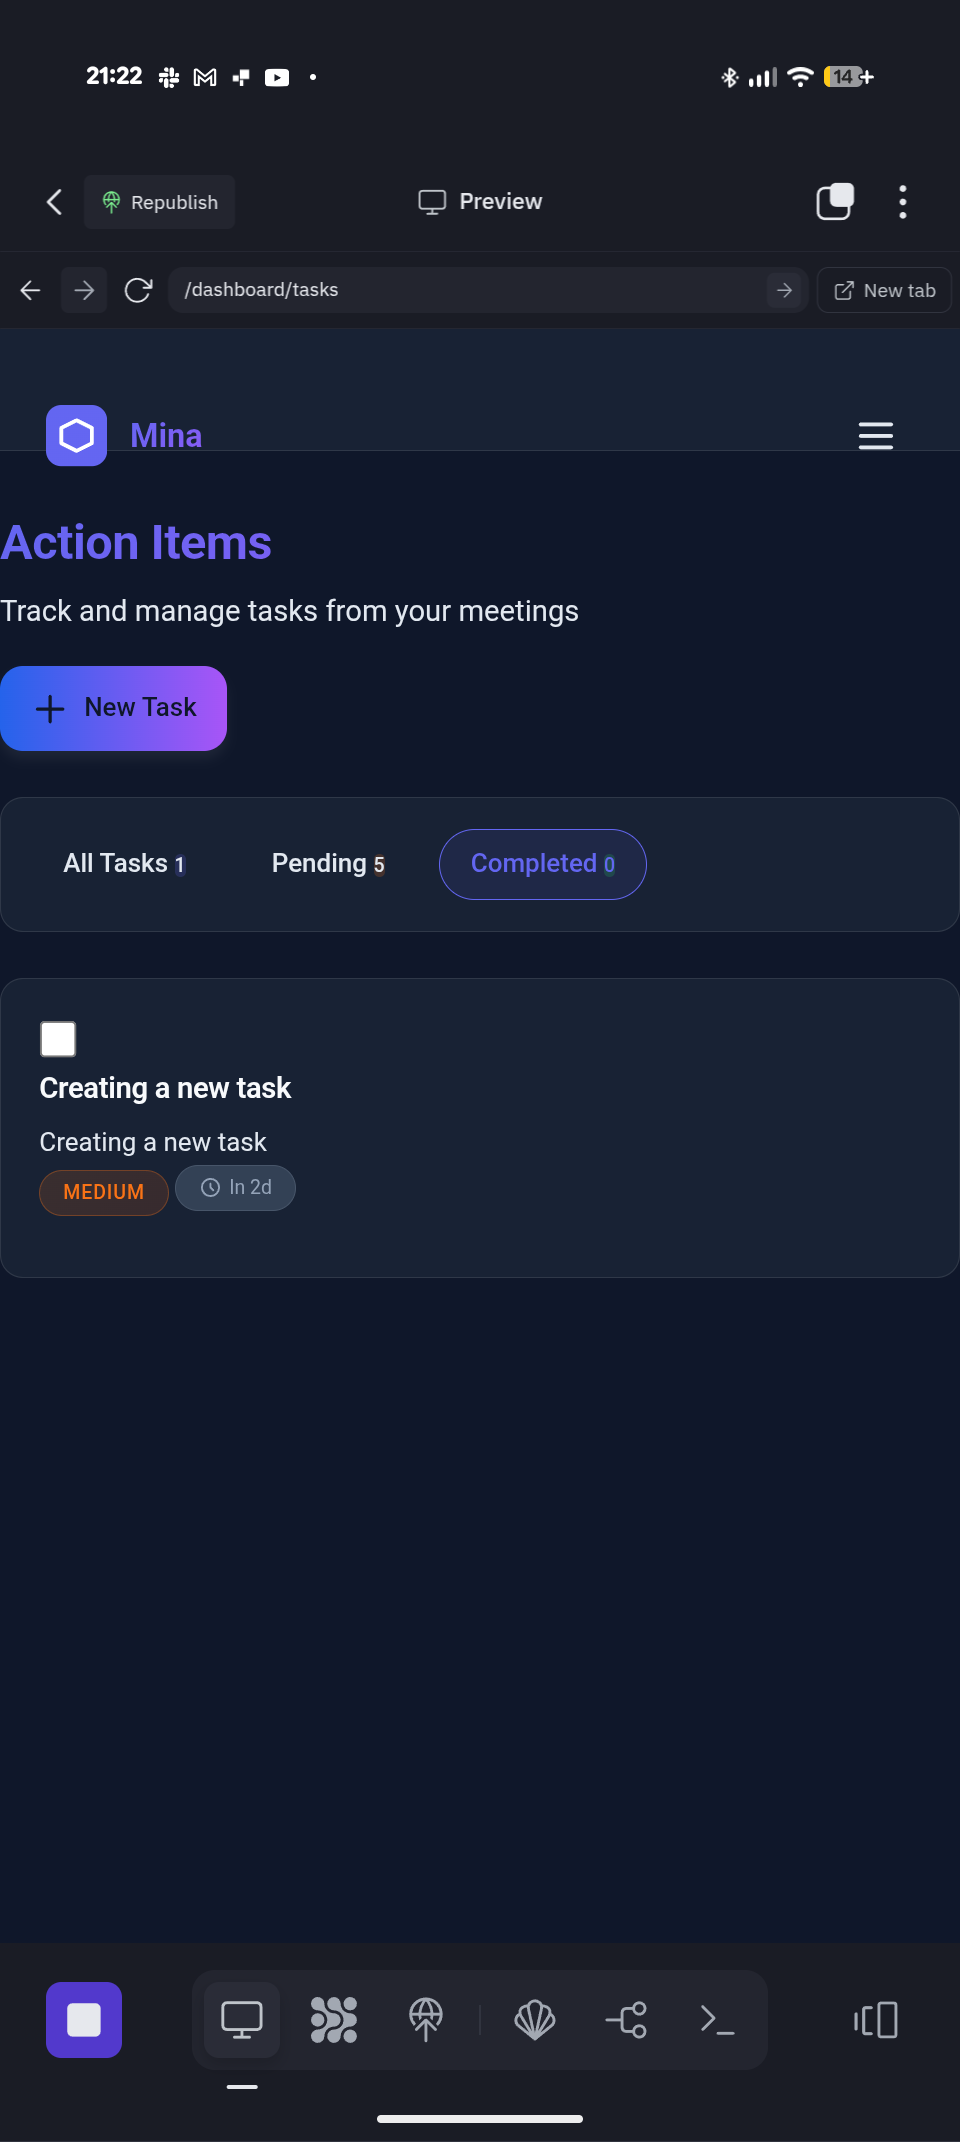 21:22
14+
Republish
Preview
/dashboard/tasks
New tab
Mina
Action Items
Track and manage tasks from your meetings
New Task
All Tasks 1
Pending 5
Completed 0
Creating a new task
Creating a new task
MEDIUM
In 2d